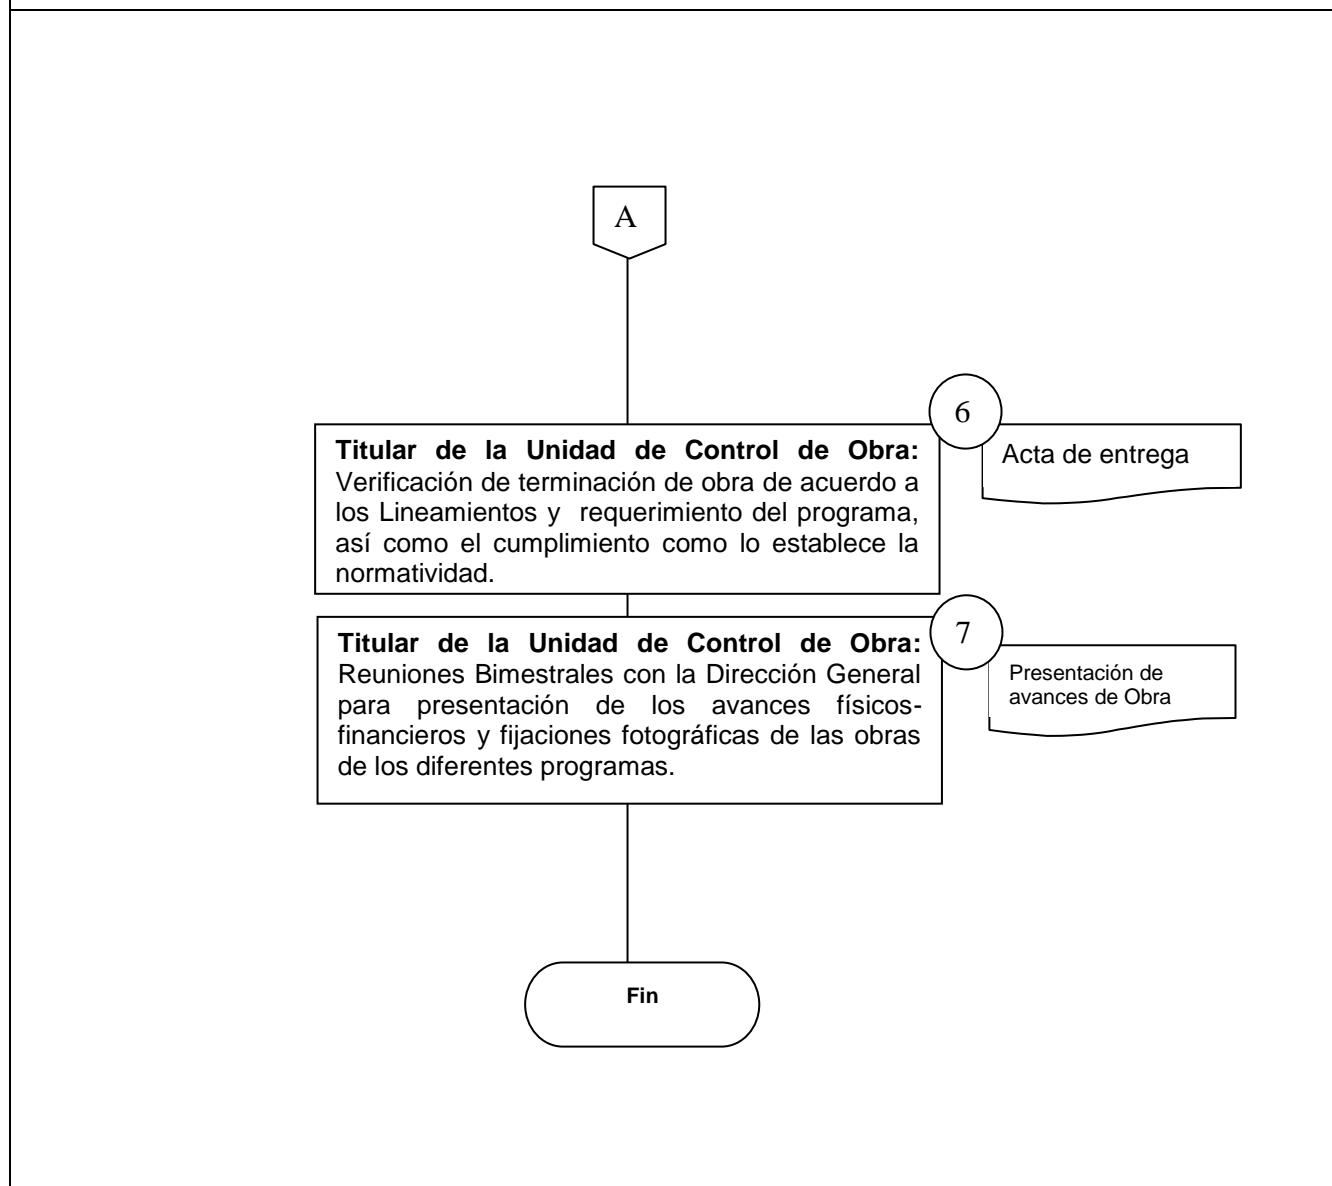 A
6
Titular de la Unidad de Control de Obra:
Verificación de terminación de obra de acuerdo a
los Lineamientos y requerimiento del programa,
así como el cumplimiento como lo establece la
normatividad.
Acta de entrega
7
Titular de la Unidad de Control de Obra:
Reuniones Bimestrales con la Dirección General
para presentación de los avances físicos-
financieros y fijaciones fotográficas de las obras
de los diferentes programas.
Presentación de
avances de Obra
Fin